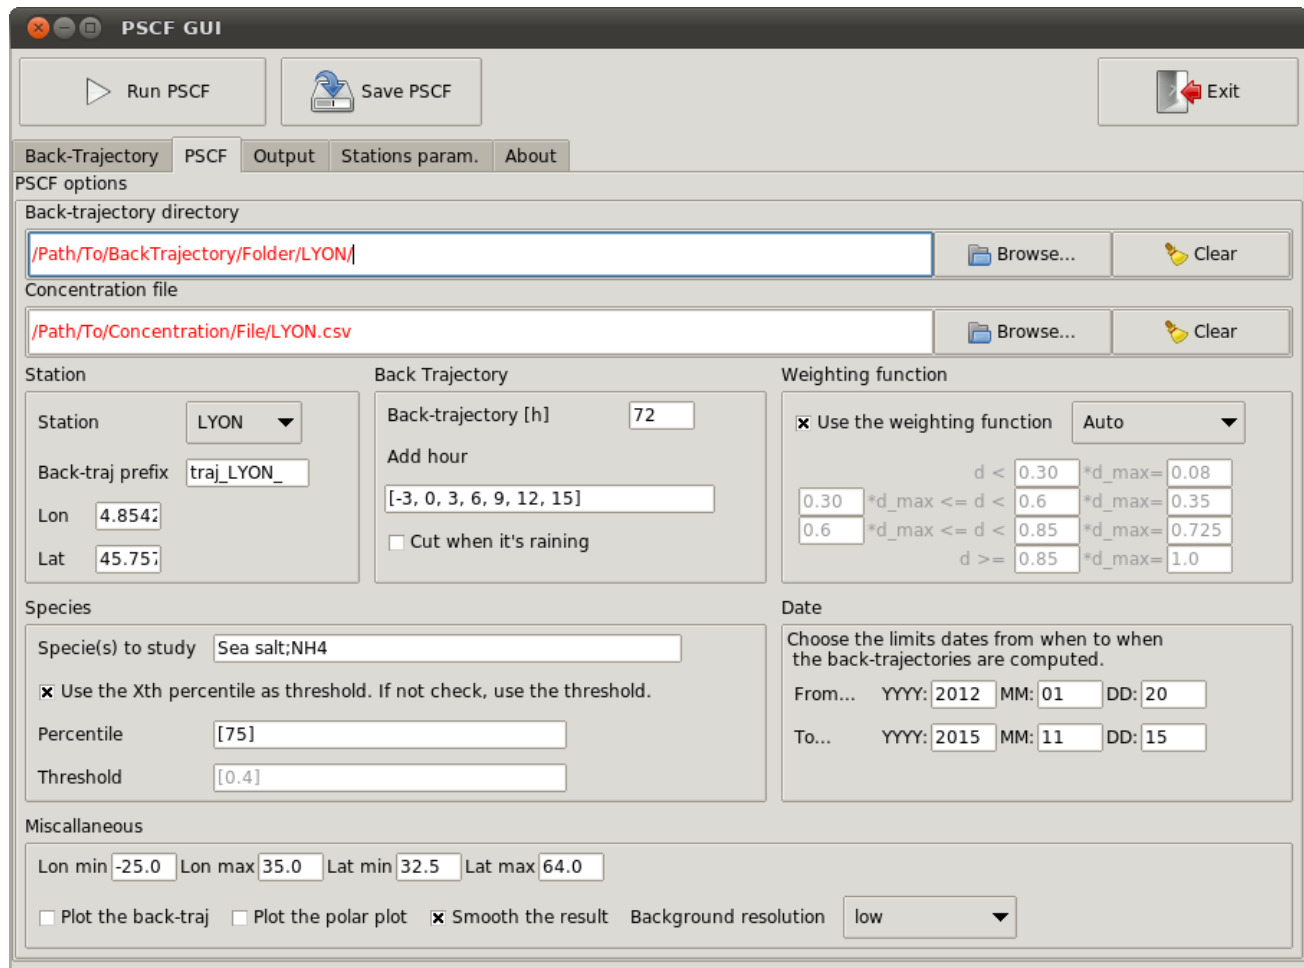 PSCF GUI
Run PSCF Save PSCF Exit
Back-Trajectory PSCF Output Stations param. About
PSCF options
Back-trajectory directory
/Path/To/BackTrajectory/Folder/LYON/ Browse... Clear
Concentration file
/Path/To/Concentration/File/LYON.csv Browse... Clear
Station
Station LYON
Back-traj prefix traj_LYON_
Lon 4.8542
Lat 45.757
Back Trajectory
Back-trajectory [h] 72
Add hour
[-3, 0, 3, 6, 9, 12, 15]
Cut when it's raining
Weighting function
Use the weighting function Auto
d < 0.30 *d_max= 0.08
0.30 *d_max <= d < 0.6 *d_max= 0.35
0.6 *d_max <= d < 0.85 *d_max= 0.725
d >= 0.85 *d_max= 1.0
Species
Specie(s) to study Sea salt;NH4
Use the Xth percentile as threshold. If not check, use the threshold.
Percentile [75]
Threshold [0.4]
Date
Choose the limits dates from when to when
the back-trajectories are computed.
From... YYYY: 2012 MM: 01 DD: 20
To... YYYY: 2015 MM: 11 DD: 15
Miscallaneous
Lon min -25.0 Lon max 35.0 Lat min 32.5 Lat max 64.0
Plot the back-traj Plot the polar plot Smooth the result Background resolution low